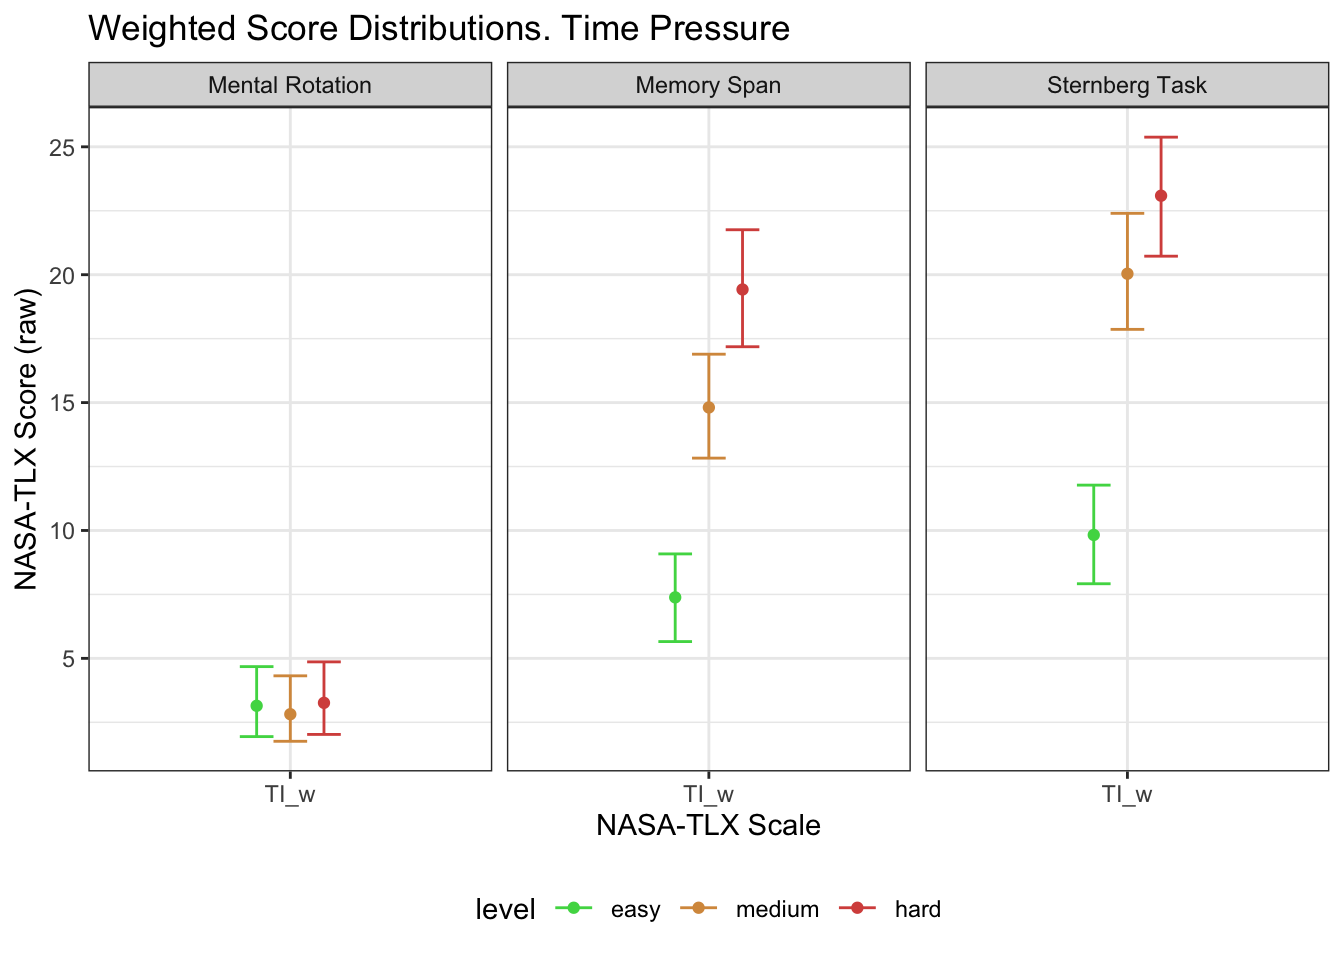 Weighted Score Distributions. Time Pressure
Mental Rotation
Memory Span
Sternberg Task
NASA-TLX Score (raw)
25
20
15
10
5
TI_w
TI_w
TI_w
NASA-TLX Scale
level easy medium hard